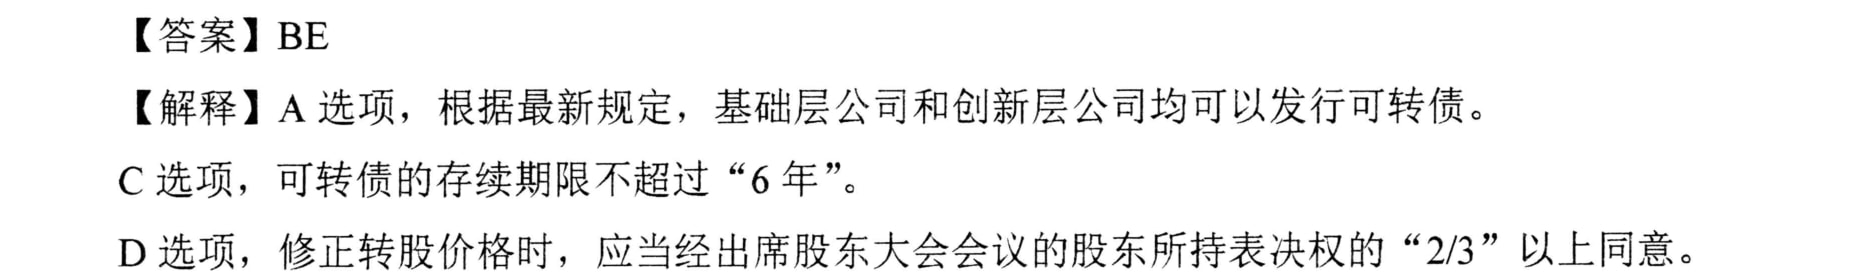 【答案】BE
【解释】A 选项，根据最新规定，基础层公司和创新层公司均可以发行可转债。
C 选项，可转债的存续期限不超过“6 年”。
D 选项，修正转股价格时，应当经出席股东大会会议的股东所持表决权的“2/3”以上同意。